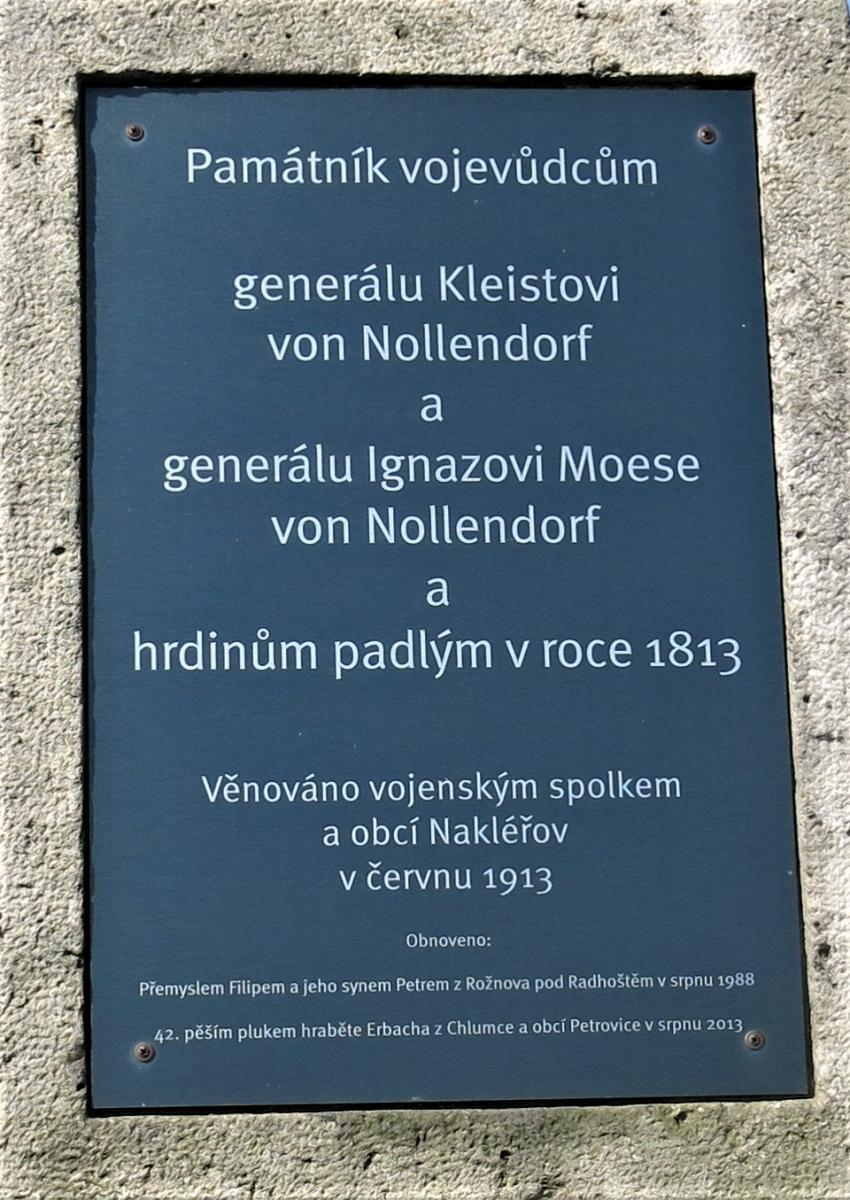 Památník vojevůdcům
generálu Kleistovi
von Nollendorf
a
generálu Ignazovi Moese
von Nollendorf
a
hrdinům padlým v roce 1813
Věnováno vojenským spolkem
a obcí Nakléřov
v červnu 1913
Obnoveno:
Přemyslem Filipem a jeho synem Petrem z Rožnova pod Radhoštěm v srpnu 1988
42. pěším plukem hraběte Erbacha z Chlumce a obcí Petrovice v srpnu 2013